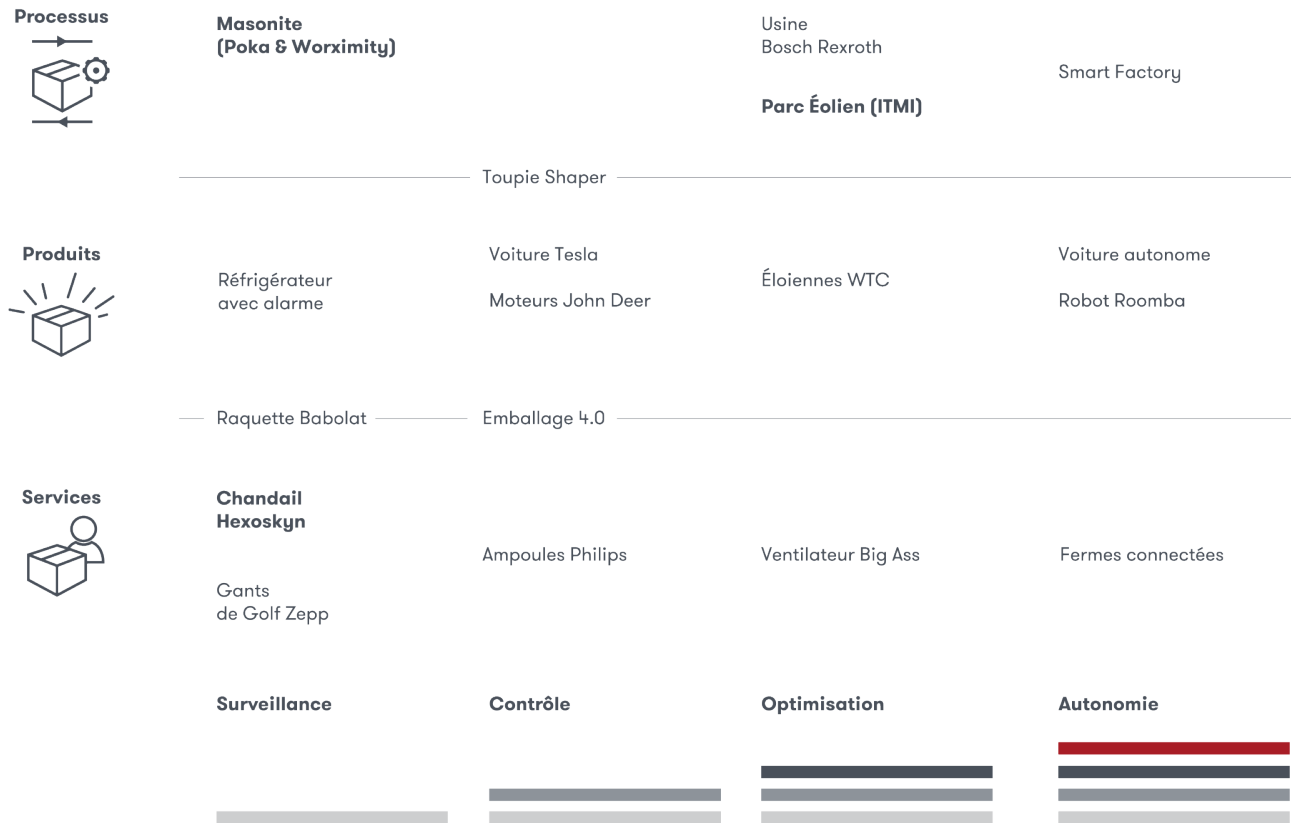 Processus
Masonite
(Poka & Worximity)
Usine
Bosch Rexroth
Parc Éolien (ITMI)
Smart Factory
Toupie Shaper
Produits
Réfrigérateur
avec alarme
Voiture Tesla
Moteurs John Deer
Éloiennes WTC
Voiture autonome
Robot Roomba
Raquette Babolat
Emballage 4.0
Services
Chandail
Hexoskyn
Gants
de Golf Zepp
Ampoules Philips
Ventilateur Big Ass
Fermes connectées
Surveillance
Contrôle
Optimisation
Autonomie